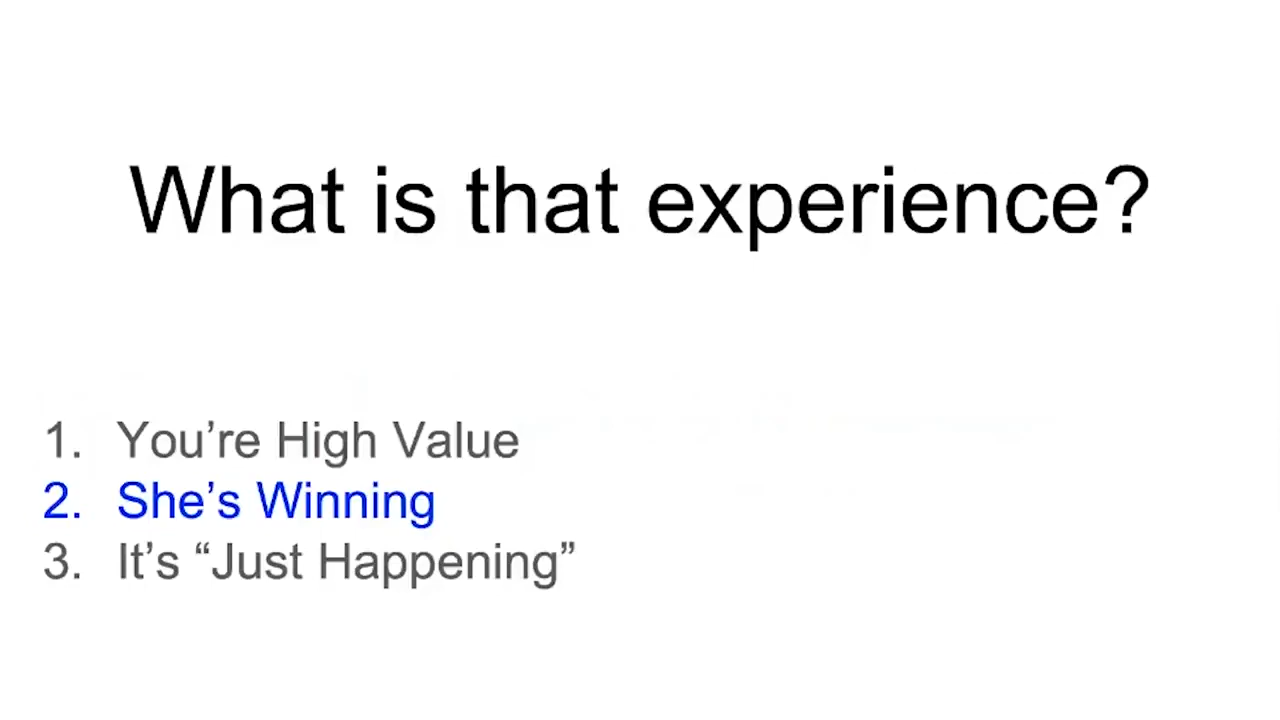 What is that experience?
1. You’re High Value
2. She’s Winning
3. It’s “Just Happening”